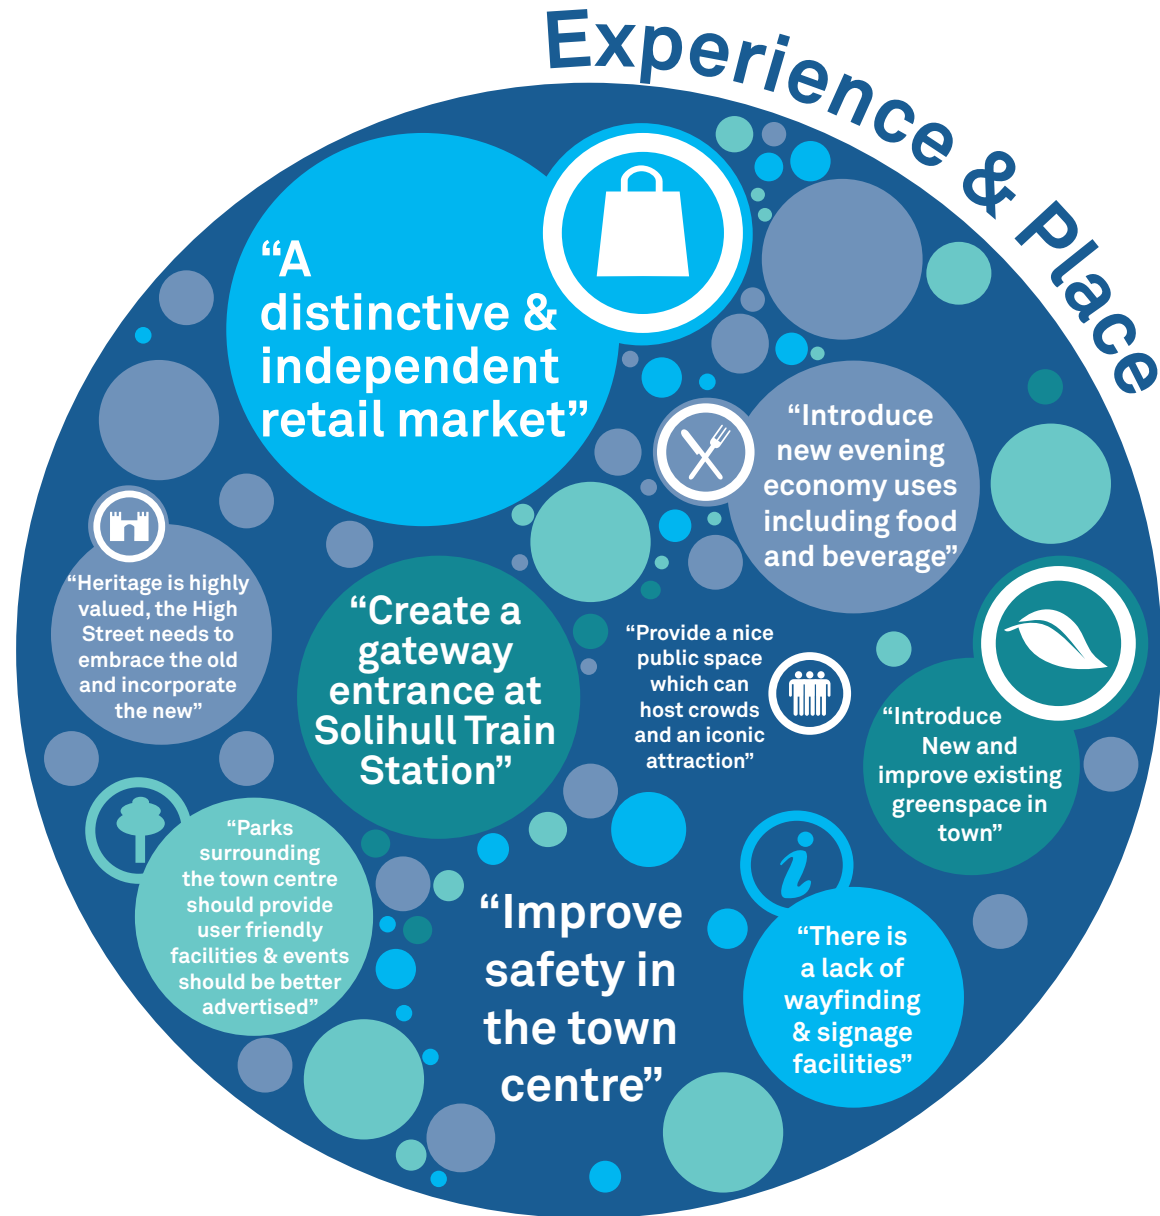 Experience & Place
“A
distinctive &
independent
retail market”
“Introduce
new evening
economy uses
including food
and beverage”
“Heritage is highly
valued, the High
Street needs to
embrace the old
and incorporate
the new”
“Create a
gateway
entrance at
Solihull Train
Station”
“Provide a nice
public space
which can
host crowds
and an iconic
attraction”
“Introduce
New and
improve existing
greenspace in
town”
“Parks
surrounding
the town centre
should provide
user friendly
facilities & events
should be better
advertised”
“Improve
safety in
the town
centre”
i
“There is
a lack of
wayfinding
& signage
facilities”